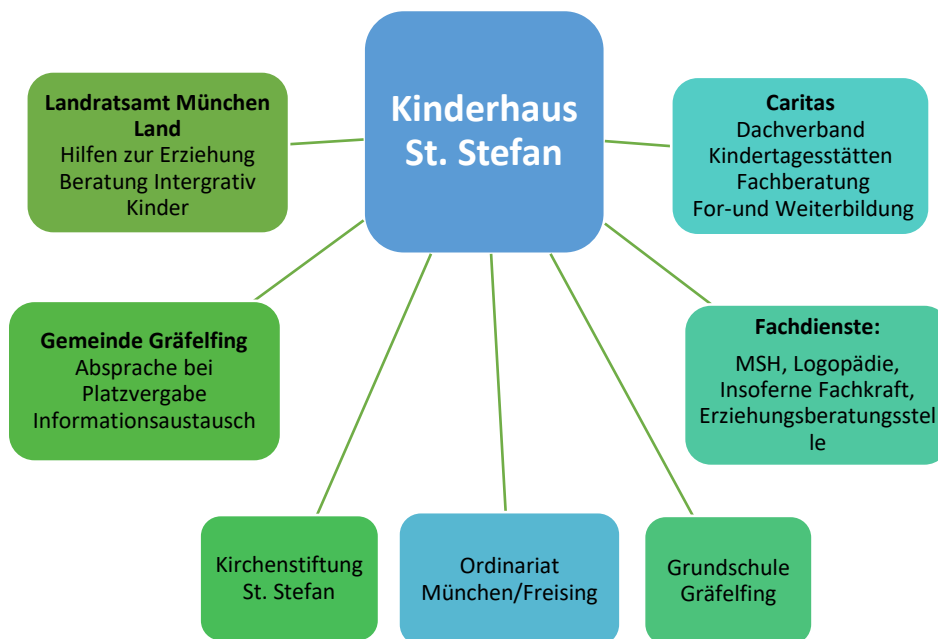 Kinderhaus
St. Stefan
Landratsamt München
Land
Hilfen zur Erziehung
Beratung Intergrativ
Kinder
Caritas
Dachverband
Kindertagesstätten
Fachberatung
For-und Weiterbildung
Gemeinde Gräfelfing
Absprache bei
Platzvergabe
Informationsaustausch
Fachdienste:
MSH, Logopädie,
Insoferne Fachkraft,
Erziehungsberatungsstel
le
Kirchenstiftung
St. Stefan
Ordinariat
München/Freising
Grundschule
Gräfelfing